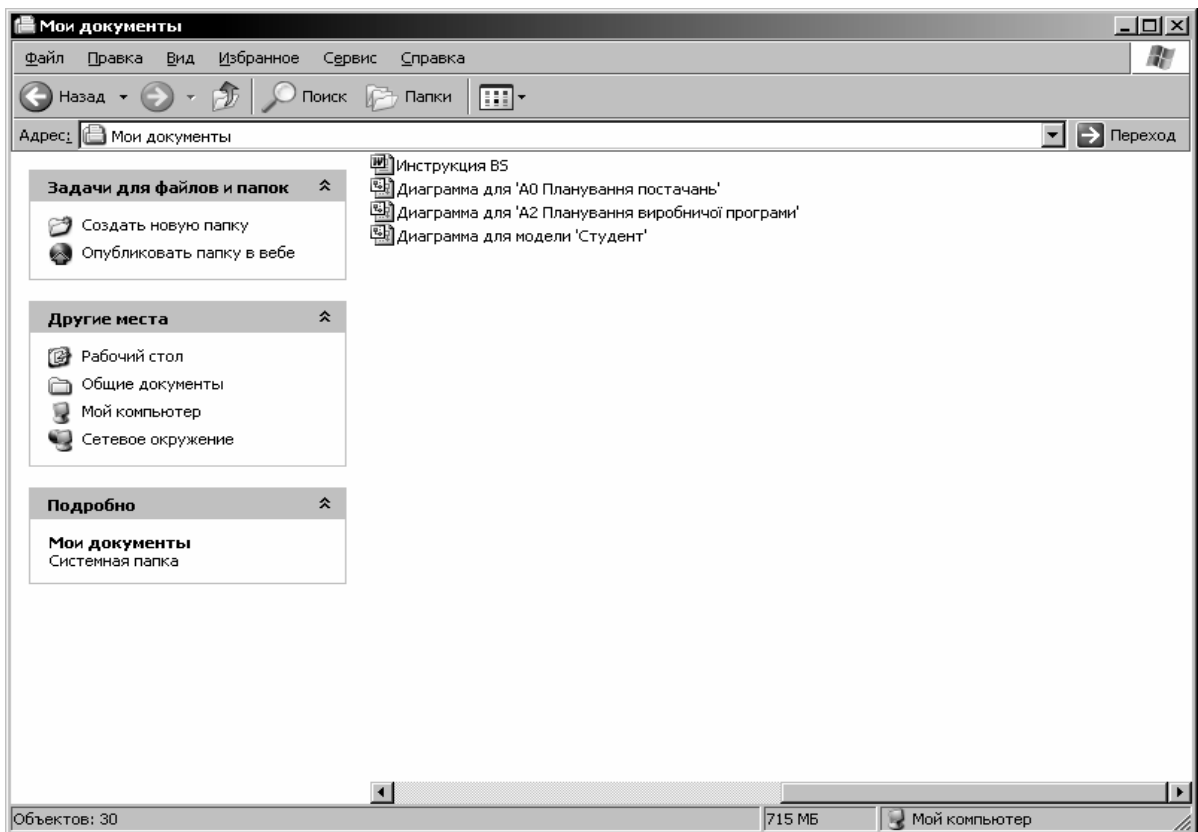 Мои документы
Файл Правка Вид Избранное Сервис Справка
Назад Поиск Папки
Адрес: Мои документы Переход
Задачи для файлов и папок
Создать новую папку
Опубликовать папку в вебе
Другие места
Рабочий стол
Общие документы
Мой компьютер
Сетевое окружение
Подробно
Мои документы
Системная папка
Инструкция BS
Диаграмма для 'А0 Планування постачань'
Диаграмма для 'А2 Планування виробничої програми'
Диаграмма для модели 'Студент'
Объектов: 30 715 МБ Мой компьютер